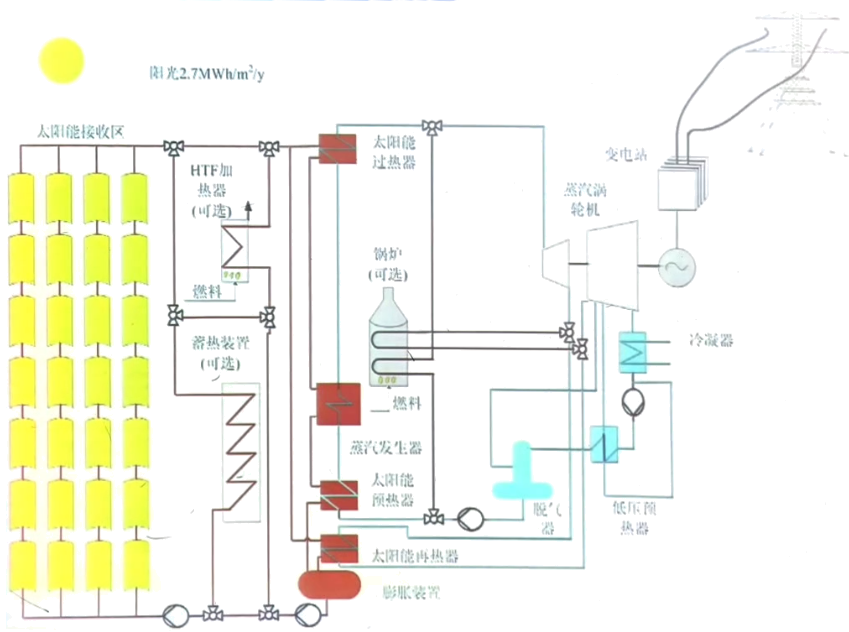 阳光2.7MWh/m²/y
太阳能接收区
HTF加
热器
(可选)
燃料
蓄热装置
(可选)
太阳能
过热器
锅炉
(可选)
燃料
蒸汽发生器
太阳能
预热器
太阳能再热器
膨胀装置
变电站
蒸汽涡
轮机
冷凝器
脱气
器
低压预
热器